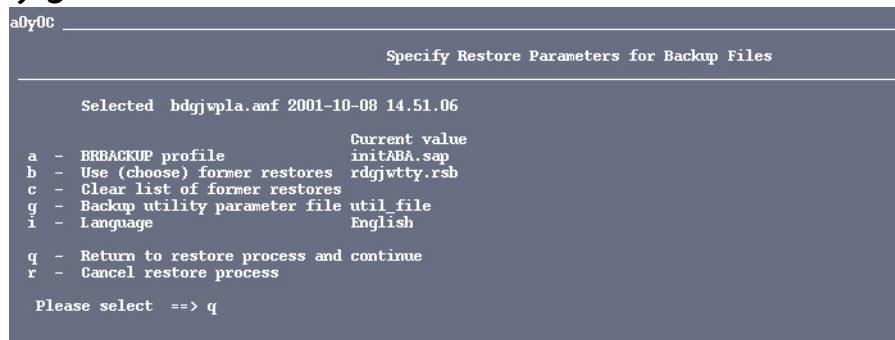 a0y0C
Specify Restore Parameters for Backup Files
Selected bdgjwpla.anf 2001-10-08 14.51.06
Current value
a - BRBACKUP profile initABA.sap
b - Use (choose) former restores rdgjwtty.rsb
c - Clear list of former restores
g - Backup utility parameter file util_file
i - Language English
q - Return to restore process and continue
r - Cancel restore process
Please select ==> q